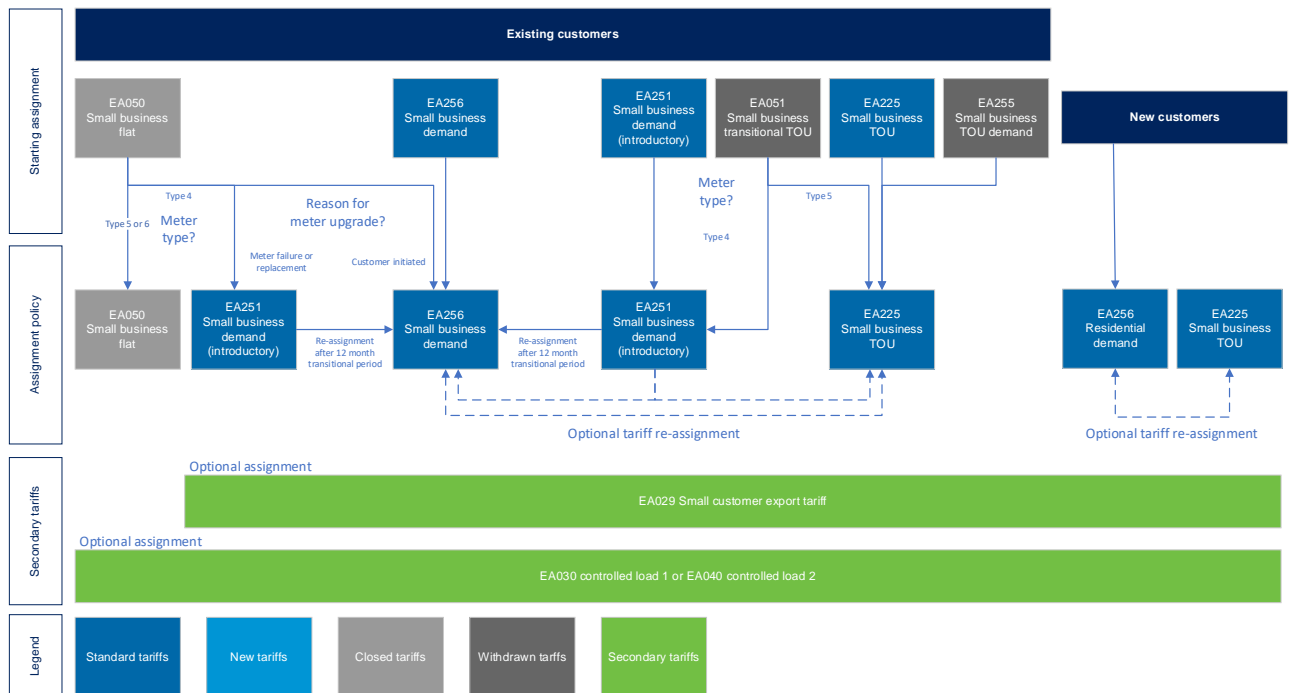 Starting assignment
Existing customers
EA050
Small business
flat
EA256
Small business
demand
EA251
Small business
demand
(introductory)
EA051
Small business
transitional TOU
EA225
Small business
TOU
EA255
Small business
TOU demand
New customers
Type 4
Type 5 or 6
Meter
type?
Reason for
meter upgrade?
Meter failure or
replacement
Customer initiated
Meter
type?
Type 5
Type 4
Assignment policy
EA050
Small business
flat
EA251
Small business
demand
(introductory)
Re-assignment
after 12 month
transitional period
EA256
Small business
demand
Re-assignment
after 12 month
transitional period
EA251
Small business
demand
(introductory)
EA225
Small business
TOU
EA256
Residential
demand
EA225
Small business
TOU
Optional tariff re-assignment
Optional tariff re-assignment
Secondary tariffs
Optional assignment
EA029 Small customer export tariff
Optional assignment
EA030 controlled load 1 or EA040 controlled load 2
Legend
Standard tariffs
New tariffs
Closed tariffs
Withdrawn tarffs
Secondary tariffs